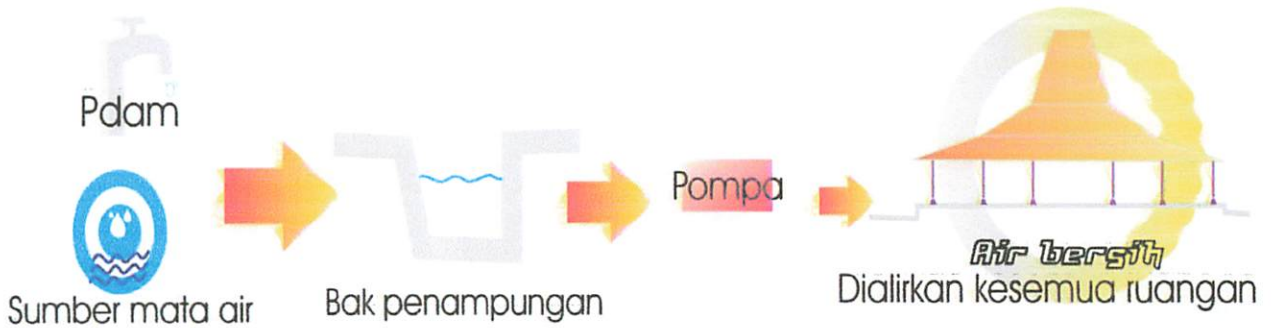 Pdam
Sumber mata air
Bak penampungan
Pompa
Air bersih
Dialirkan kesemua ruangan